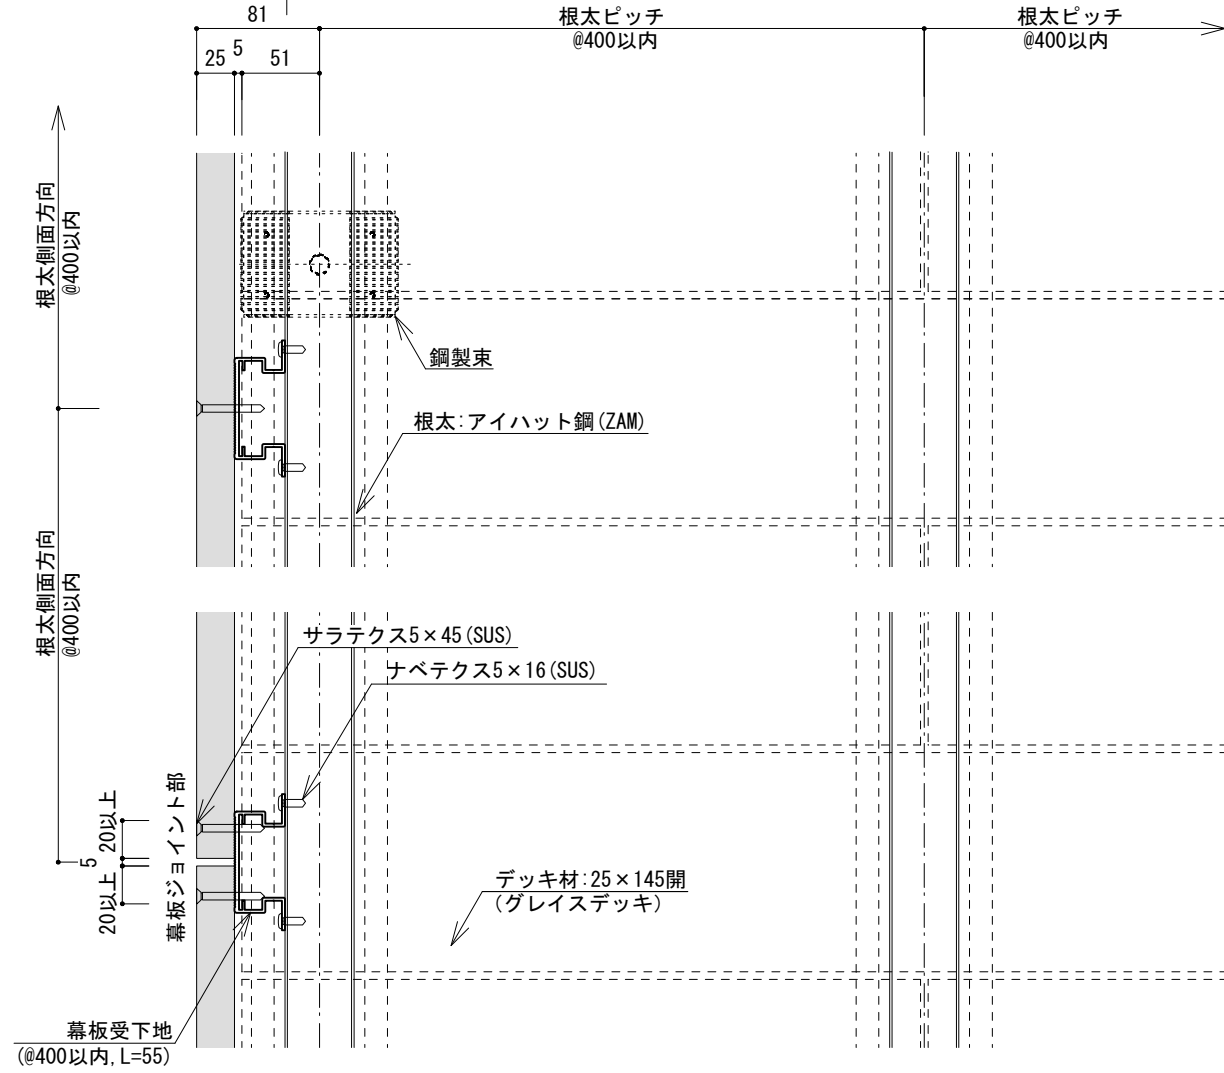 81
根太ピッチ
@400以内
根太ピッチ
@400以内
25
5
51
根太側面方向
@400以内
鋼製束
根太:アイハット鋼(ZAM)
根太側面方向
@400以内
サラテクス5×45(SUS)
ナベテクス5×16(SUS)
20以上
5
20以上
幕板ジョイント部
デッキ材:25×145開
(グレイスデッキ)
幕板受下地
(@400以内,L=55)